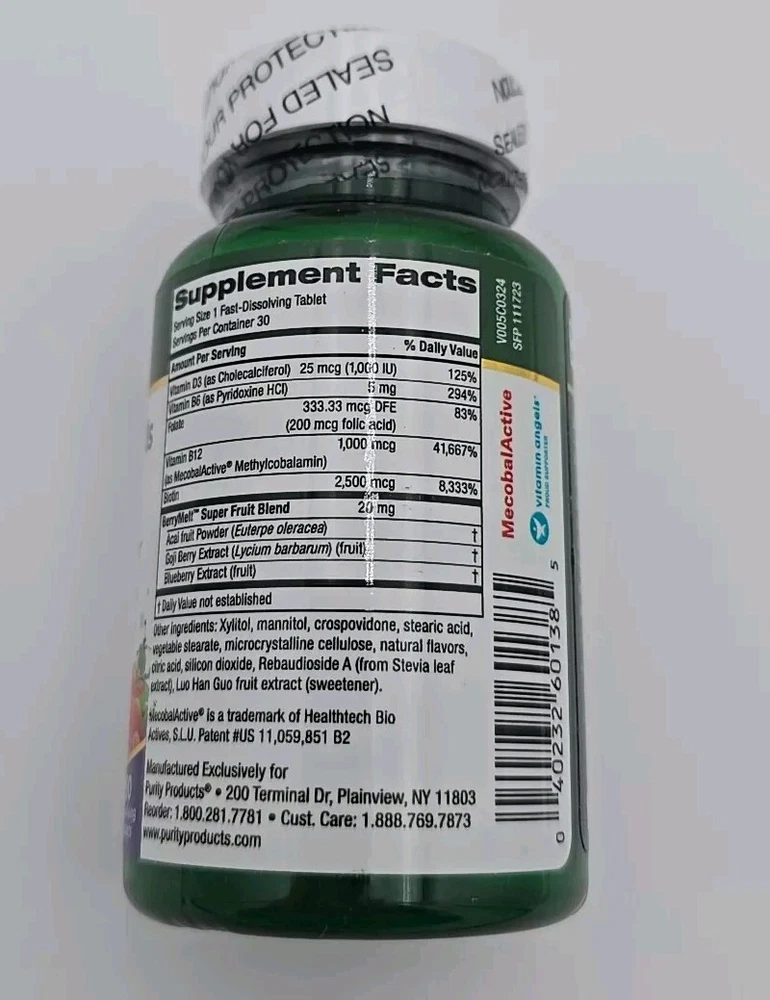 OUR PROTECTION
SEALED FOR
PROTECTION
SEALED
Supplement Facts
Serving Size 1 Fast-Dissolving Tablet
Servings Per Container 30
Amount Per Serving % Daily Value
Vitamin D3 (as Cholecalciferol) 25 mcg (1,000 IU) 125%
Vitamin B6 (as Pyridoxine HCl) 5 mg 294%
Folate 333.33 mcg DFE 83%
(200 mcg folic acid)
Vitamin B12 1,000 mcg 41,667%
(as MecobalActive® Methylcobalamin)
Biotin 2,500 mcg 8,333%
BerryMelt™ Super Fruit Blend 20 mg
Acai fruit Powder (Euterpe oleracea) †
Goji Berry Extract (Lycium barbarum) (fruit) †
Blueberry Extract (fruit) †
† Daily Value not established
Other ingredients: Xylitol, mannitol, crospovidone, stearic acid,
vegetable stearate, microcrystalline cellulose, natural flavors,
citric acid, silicon dioxide, Rebaudioside A (from Stevia leaf
extract), Luo Han Guo fruit extract (sweetener).
MecobalActive® is a trademark of Healthtech Bio
Actives, S.L.U. Patent #US 11,059,851 B2
Manufactured Exclusively for
Purity Products® • 200 Terminal Dr, Plainview, NY 11803
Reorder: 1.800.281.7781 • Cust. Care: 1.888.769.7873
www.purityproducts.com
V005C0324
SFP 111723
MecobalActive
vitamin angels®
PROUD SUPPORTER
0 40232 60138 5